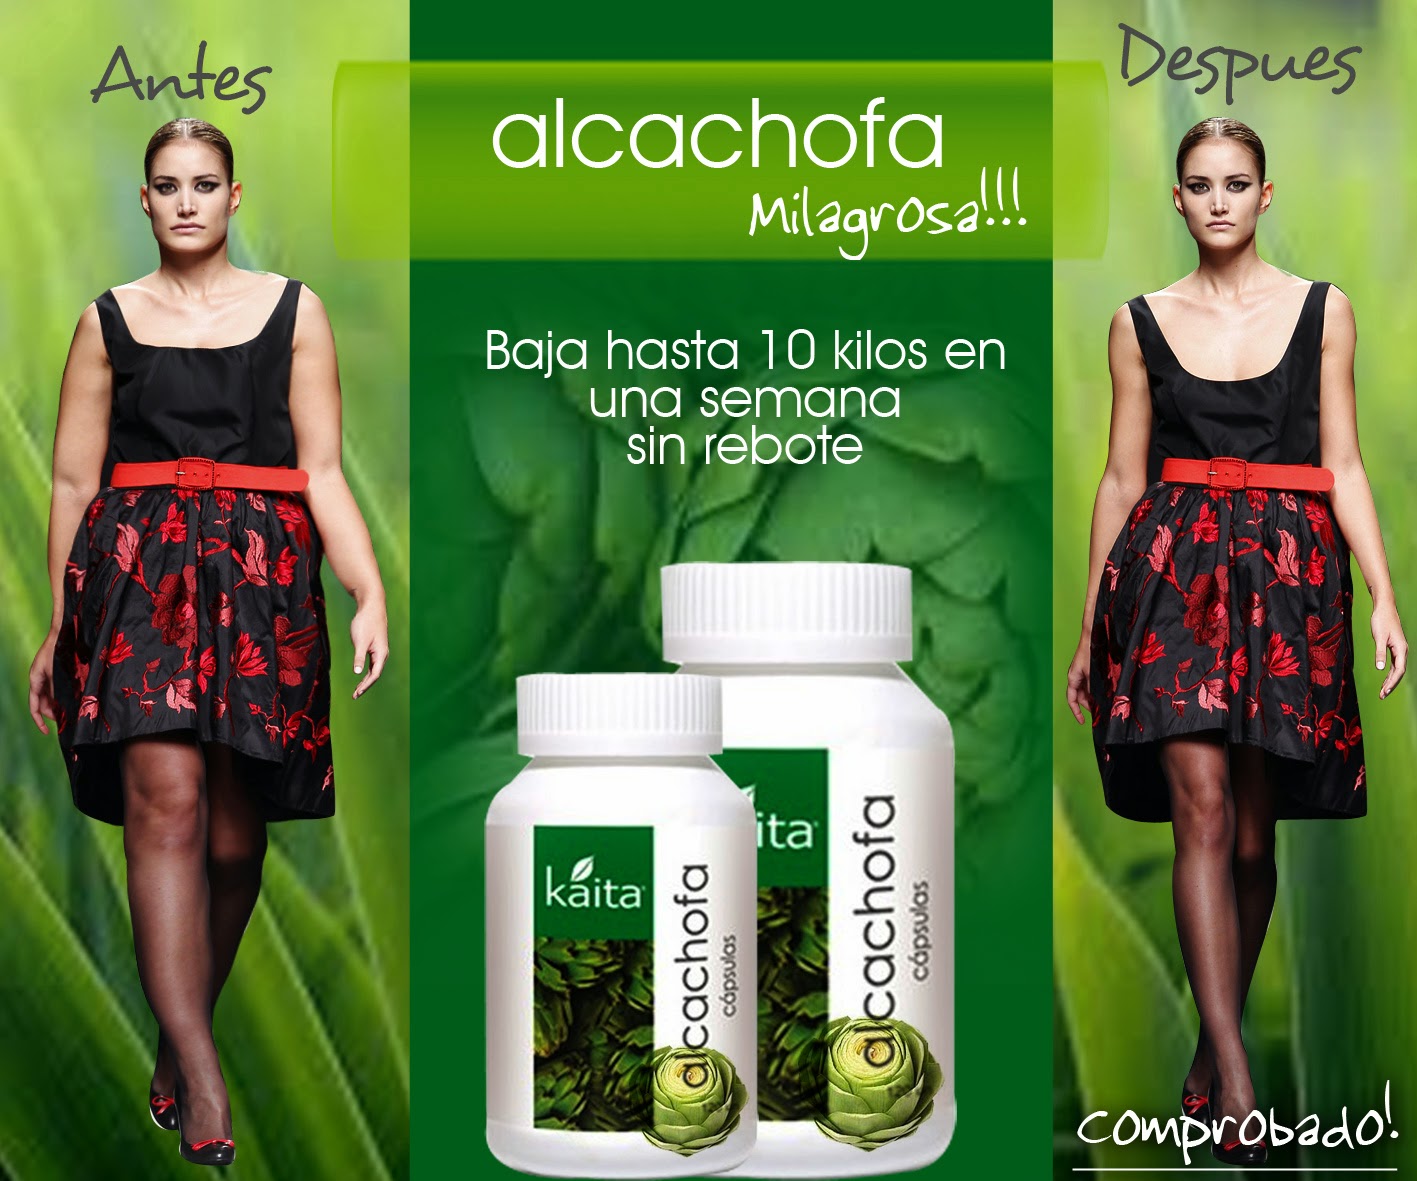 Antes
Despues
alcachofa
Milagrosa!!!
Baja hasta 10 kilos en
una semana
sin rebote
kaita
alcachofa
cápsulas
ita
alcachofa
cápsulas
comprobado!